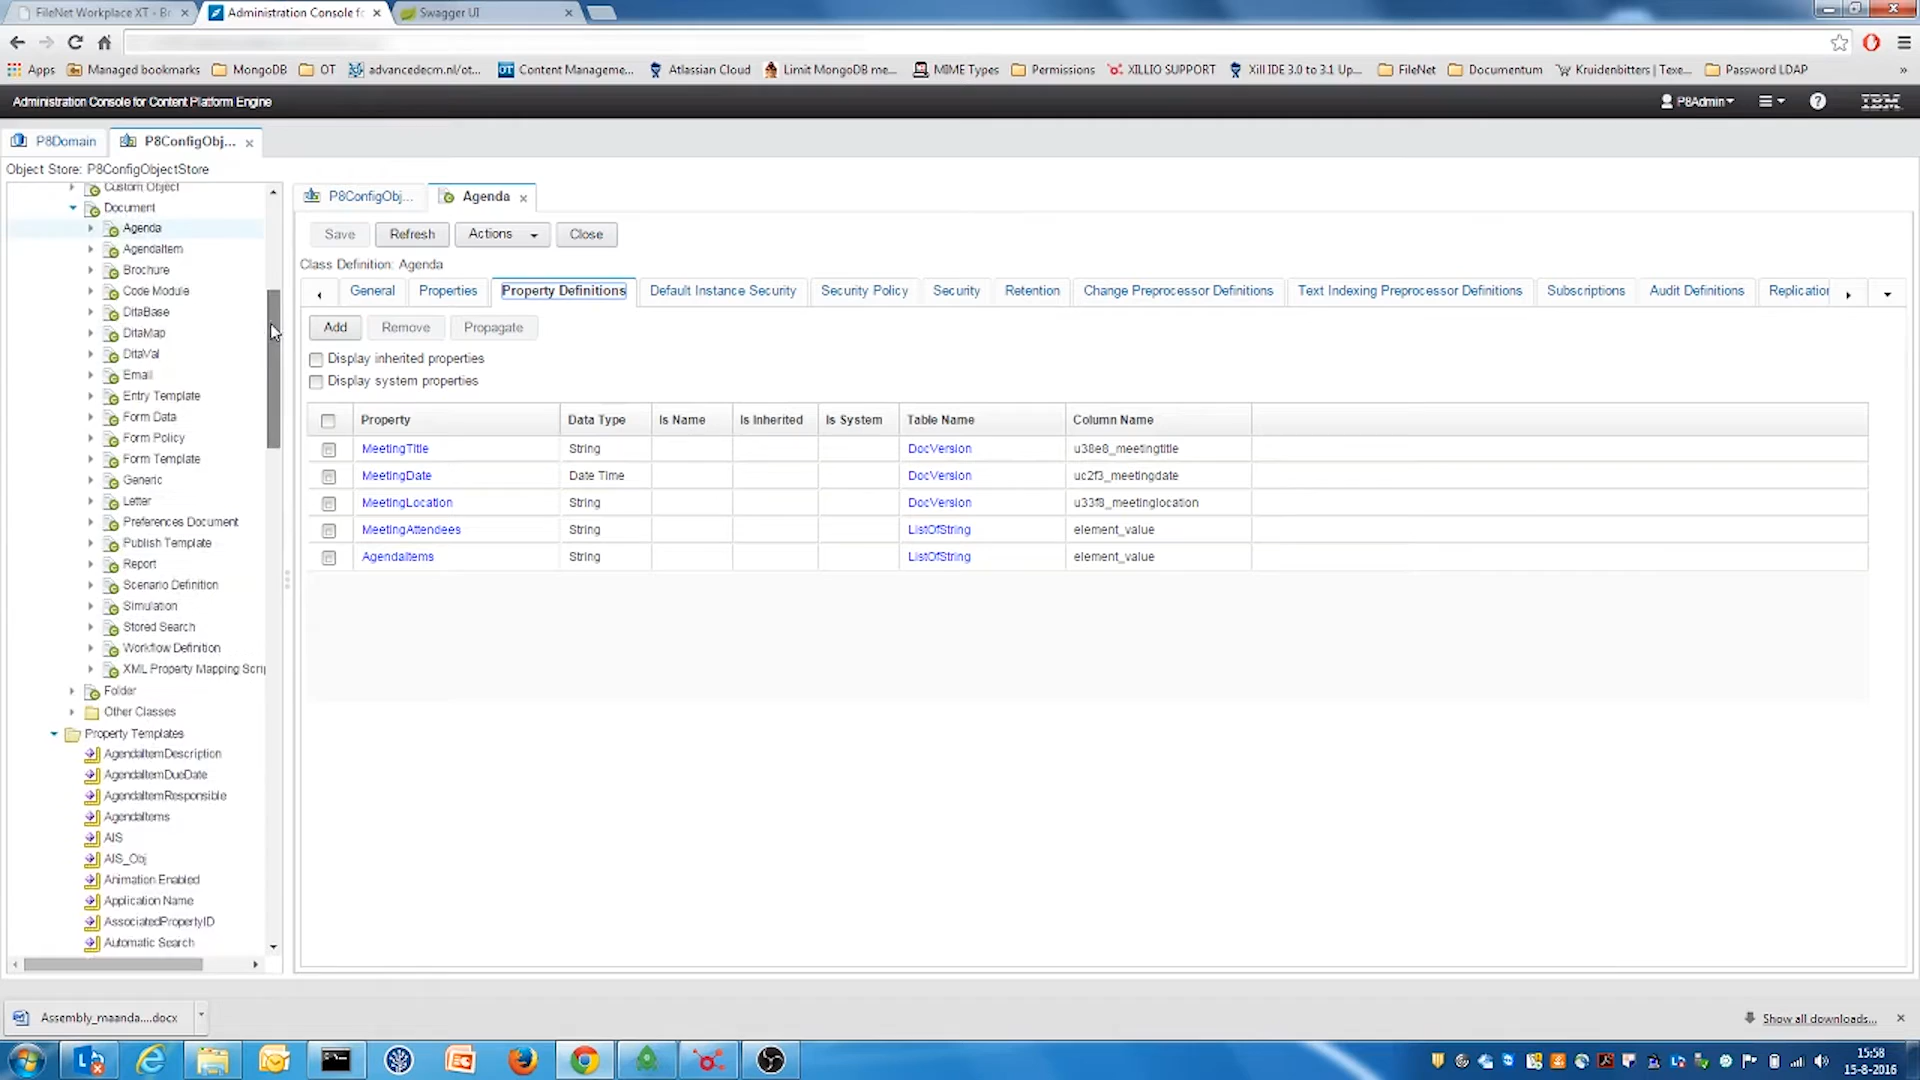 FileNet Workplace XT - Br
Administration Console fo
Swagger UI
Apps
Managed bookmarks
MongoDB
OT
advancedecm.nl/ot...
Content Manageme...
Atlassian Cloud
Limit MongoDB me...
MIME Types
Permissions
XILLIO SUPPORT
Xill IDE 3.0 to 3.1 Up...
FileNet
Documentum
Kruidenbitters | Texe...
Password LDAP
»
Administration Console for Content Platform Engine
P8Admin
IBM
P8Domain
P8ConfigObj...
Object Store: P8ConfigObjectStore
Custom Object
Document
Agenda
AgendaItem
Brochure
Code Module
DitaBase
DitaMap
DitaVal
Email
Entry Template
Form Data
Form Policy
Form Template
Generic
Letter
Preferences Document
Publish Template
Report
Scenario Definition
Simulation
Stored Search
Workflow Definition
XML Property Mapping Scrip
Folder
Other Classes
Property Templates
AgendaItemDescription
AgendaItemDueDate
AgendaItemResponsible
AgendaItems
AIS
AIS_Obj
Animation Enabled
Application Name
AssociatedPropertyID
Automatic Search
P8ConfigObj...
Agenda
Save
Refresh
Actions
Close
Class Definition: Agenda
General
Properties
Property Definitions
Default Instance Security
Security Policy
Security
Retention
Change Preprocessor Definitions
Text Indexing Preprocessor Definitions
Subscriptions
Audit Definitions
Replication
Add
Remove
Propagate
Display inherited properties
Display system properties
Property Data Type Is Name Is Inherited Is System Table Name Column Name
MeetingTitle String DocVersion u38e8_meetingtitle
MeetingDate Date Time DocVersion uc2f3_meetingdate
MeetingLocation String DocVersion u33f8_meetinglocation
MeetingAttendees String ListOfString element_value
AgendaItems String ListOfString element_value
Assembly_maanda....docx
Show all downloads...
15:58
15-8-2016